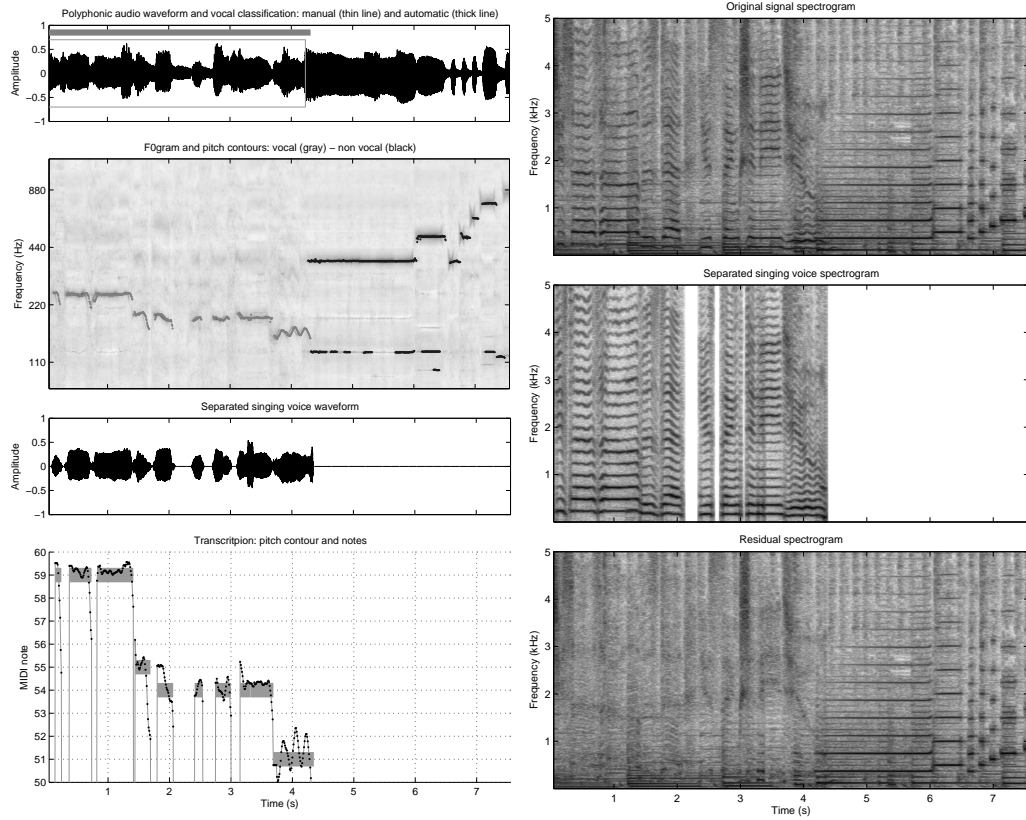 Polyphonic audio waveform and vocal classification: manual (thin line) and automatic (thick line)
1
0.5
0
−0.5
−1
Amplitude
F0gram and pitch contours: vocal (gray) − non vocal (black)
880
440
220
110
Frequency (Hz)
Separated singing voice waveform
1
0.5
0
−0.5
−1
Amplitude
Transcritpion: pitch contour and notes
60
59
58
57
56
55
54
53
52
51
50
MIDI note
1 2 3 4 5 6 7
Time (s)
Original signal spectrogram
5
4
3
2
1
Frequency (kHz)
Separated singing voice spectrogram
5
4
3
2
1
Frequency (kHz)
Residual spectrogram
5
4
3
2
1
Frequency (kHz)
1 2 3 4 5 6 7
Time (s)